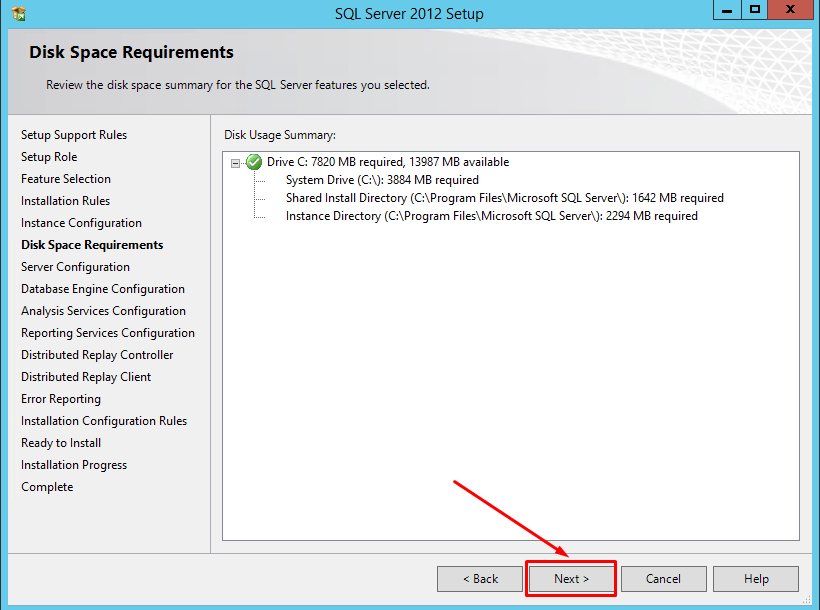 SQL Server 2012 Setup
Disk Space Requirements
Review the disk space summary for the SQL Server features you selected.
Setup Support Rules
Setup Role
Feature Selection
Installation Rules
Instance Configuration
Disk Space Requirements
Server Configuration
Database Engine Configuration
Analysis Services Configuration
Reporting Services Configuration
Distributed Replay Controller
Distributed Replay Client
Error Reporting
Installation Configuration Rules
Ready to Install
Installation Progress
Complete
Disk Usage Summary:
Drive C: 7820 MB required, 13987 MB available
System Drive (C:\): 3884 MB required
Shared Install Directory (C:\Program Files\Microsoft SQL Server\): 1642 MB required
Instance Directory (C:\Program Files\Microsoft SQL Server\): 2294 MB required
< Back
Next >
Cancel
Help